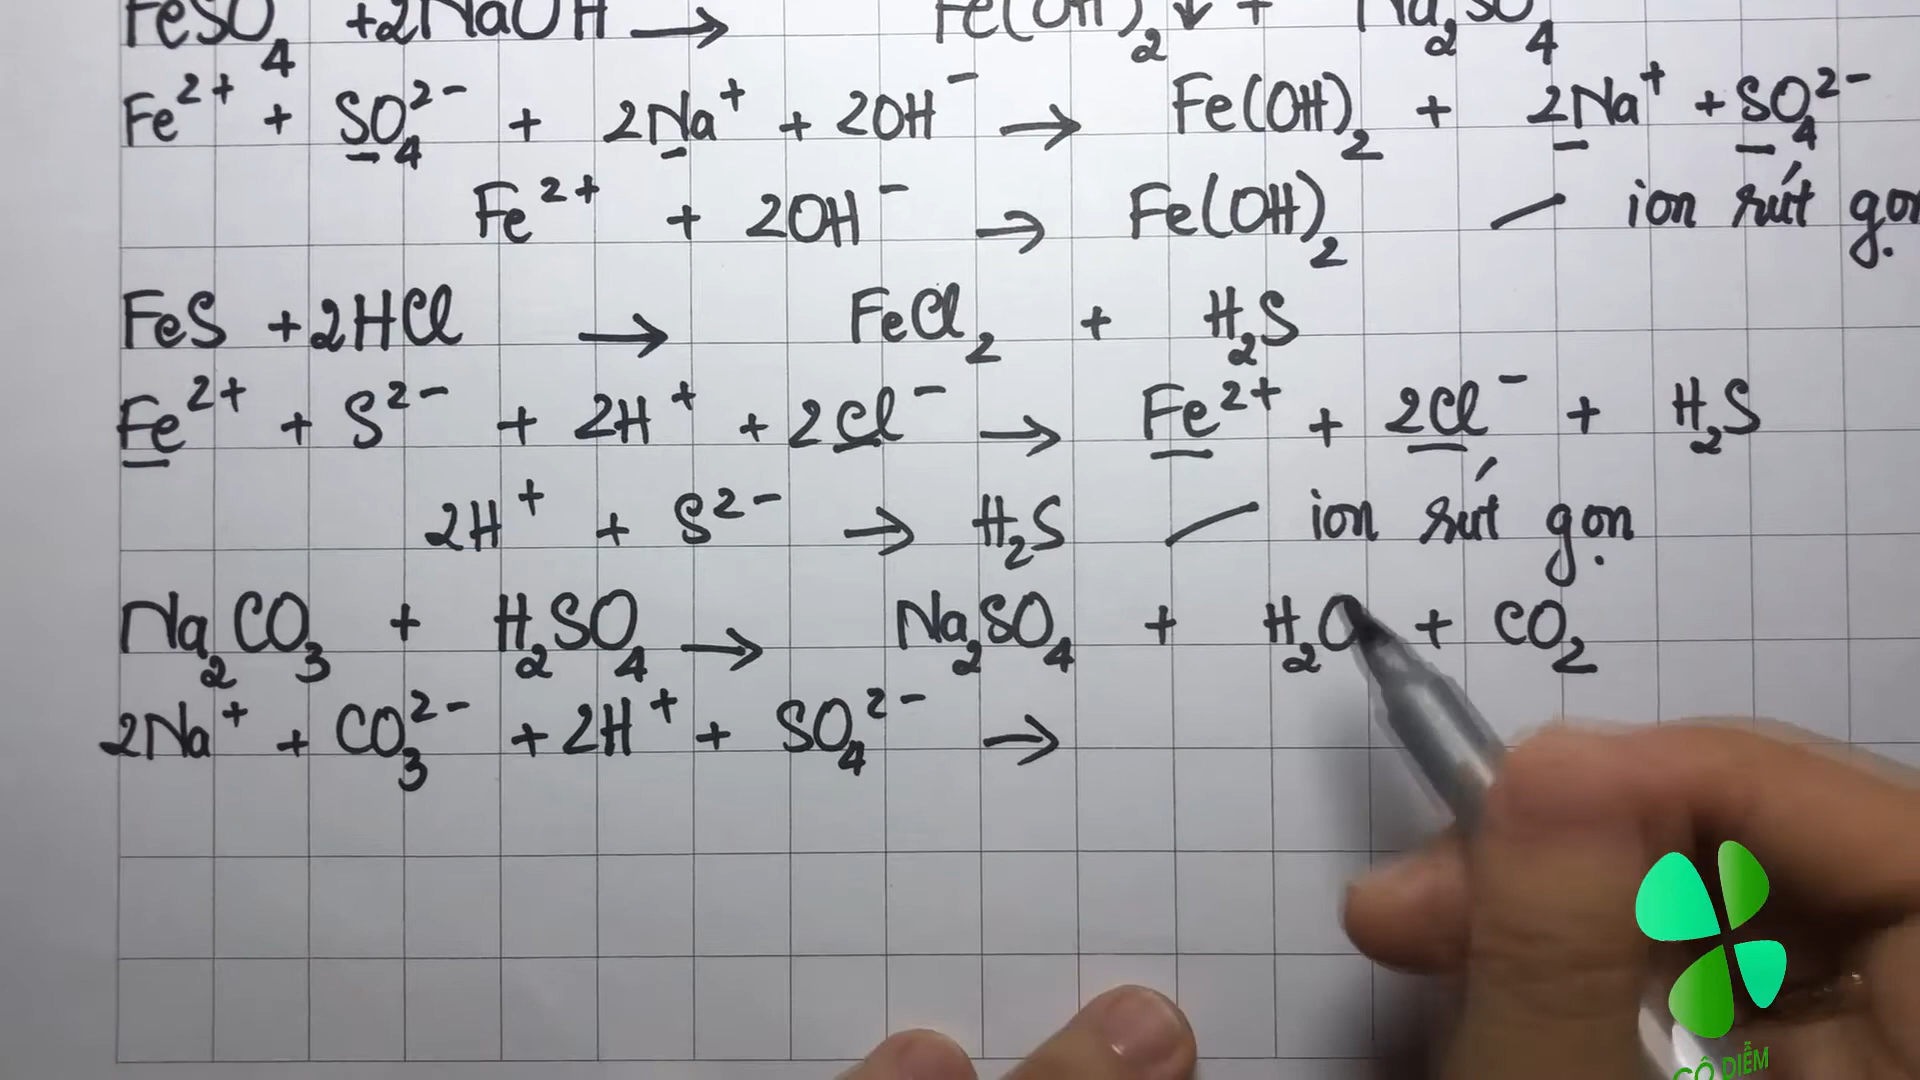 FeSO₄ + 2NaOH → Fe(OH)₂↓ + Na₂SO₄
Fe²⁺ + SO₄²⁻ + 2Na⁺ + 2OH⁻ → Fe(OH)₂ + 2Na⁺ + SO₄²⁻
Fe²⁺ + 2OH⁻ → Fe(OH)₂ — ion rút gọn
FeS + 2HCl → FeCl₂ + H₂S
Fe²⁺ + S²⁻ + 2H⁺ + 2Cl⁻ → Fe²⁺ + 2Cl⁻ + H₂S
2H⁺ + S²⁻ → H₂S — ion rút gọn
Na₂CO₃ + H₂SO₄ → Na₂SO₄ + H₂O + CO₂
2Na⁺ + CO₃²⁻ + 2H⁺ + SO₄²⁻ →
CÔ DIỄM